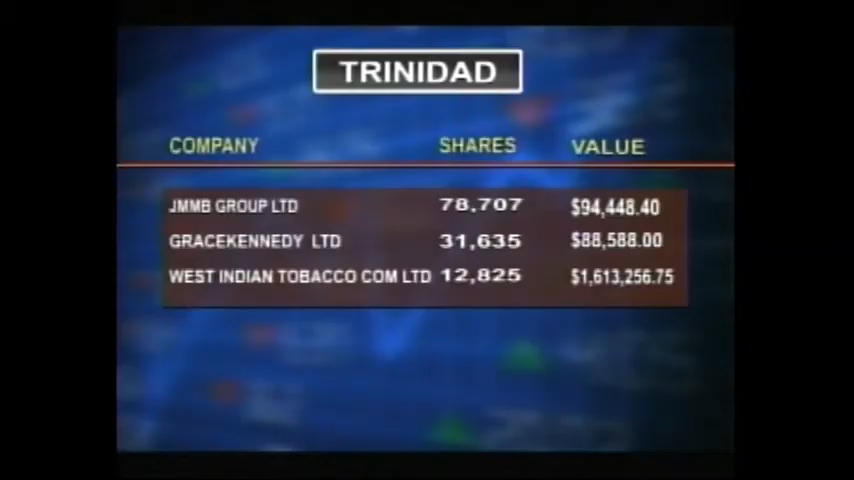 TRINIDAD
COMPANY SHARES VALUE
JMMB GROUP LTD 78,707 $94,448.40
GRACEKENNEDY LTD 31,635 $88,588.00
WEST INDIAN TOBACCO COM LTD 12,825 $1,613,256.75